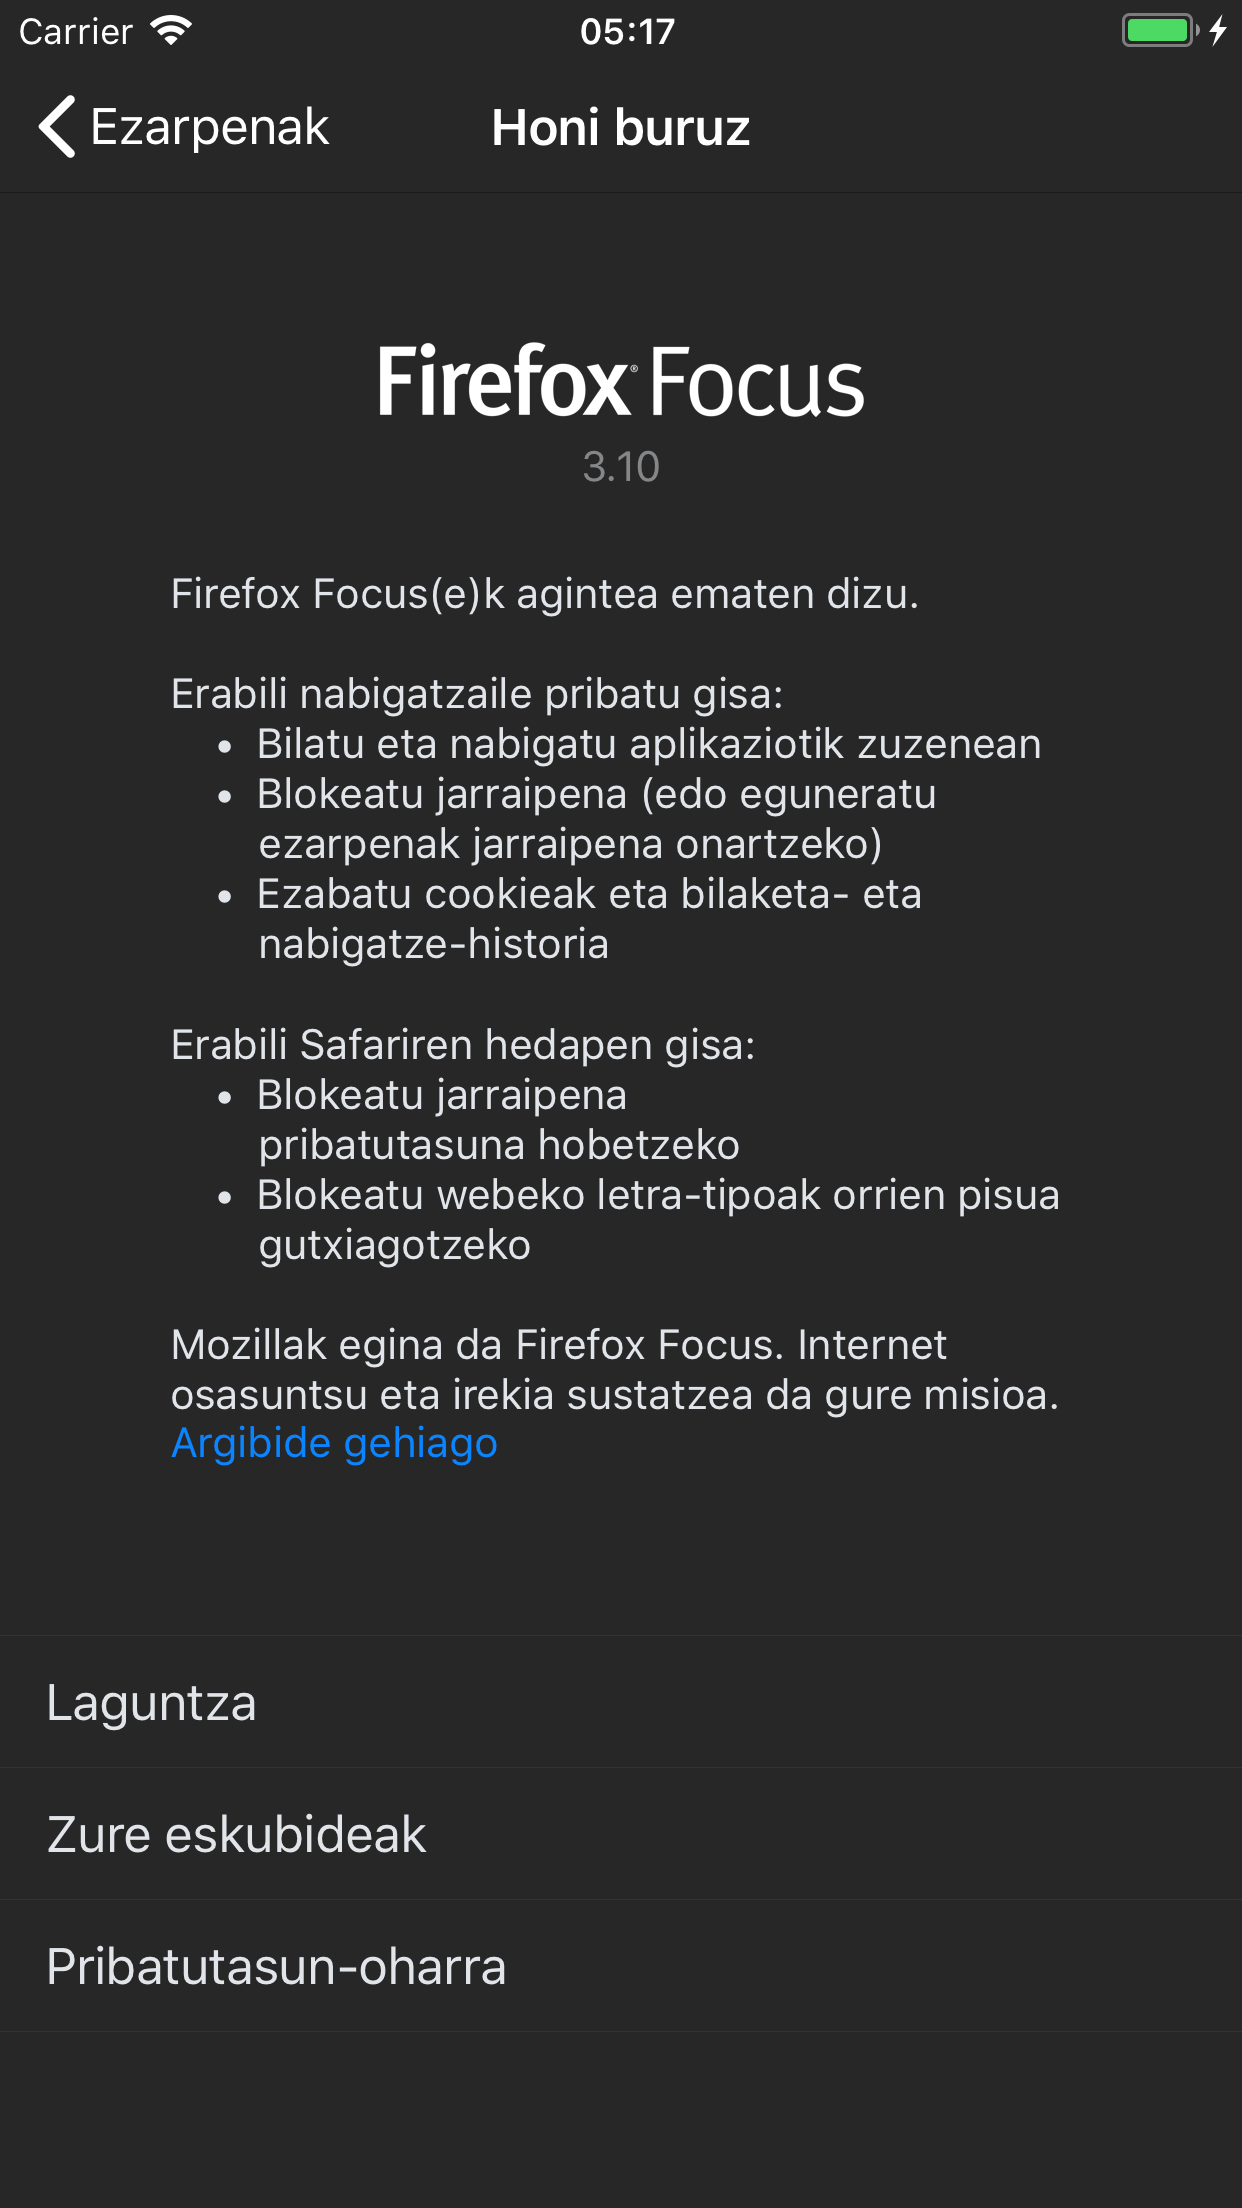 Carrier 05:17
Ezarpenak Honi buruz
Firefox® Focus
3.10
Firefox Focus(e)k agintea ematen dizu.
Erabili nabigatzaile pribatu gisa:
• Bilatu eta nabigatu aplikaziotik zuzenean
• Blokeatu jarraipena (edo eguneratu
ezarpenak jarraipena onartzeko)
• Ezabatu cookieak eta bilaketa- eta
nabigatze-historia
Erabili Safariren hedapen gisa:
• Blokeatu jarraipena
pribatutasuna hobetzeko
• Blokeatu webeko letra-tipoak orrien pisua
gutxiagotzeko
Mozillak egina da Firefox Focus. Internet
osasuntsu eta irekia sustatzea da gure misioa.
Argibide gehiago
Laguntza
Zure eskubideak
Pribatutasun-oharra